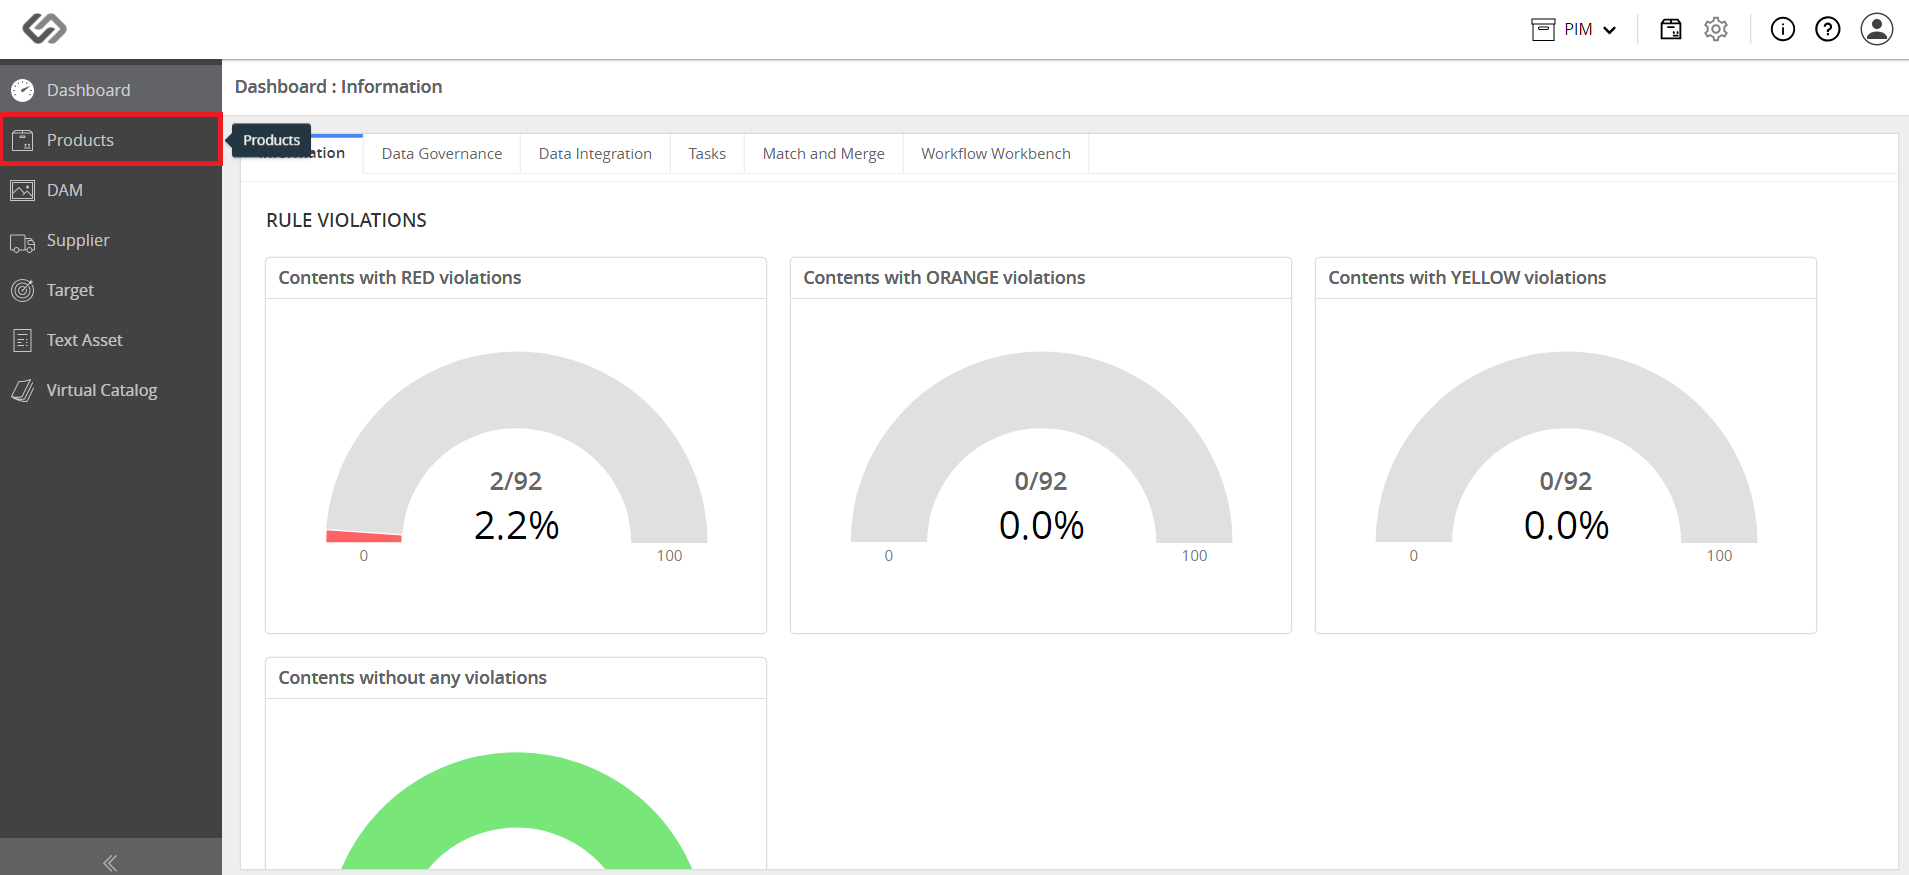 PIM
Dashboard
Products
DAM
Supplier
Target
Text Asset
Virtual Catalog
Dashboard : Information
Products
Data Governance
Data Integration
Tasks
Match and Merge
Workflow Workbench
RULE VIOLATIONS
Contents with RED violations
2/92
2.2%
0
100
Contents with ORANGE violations
0/92
0.0%
0
100
Contents with YELLOW violations
0/92
0.0%
0
100
Contents without any violations